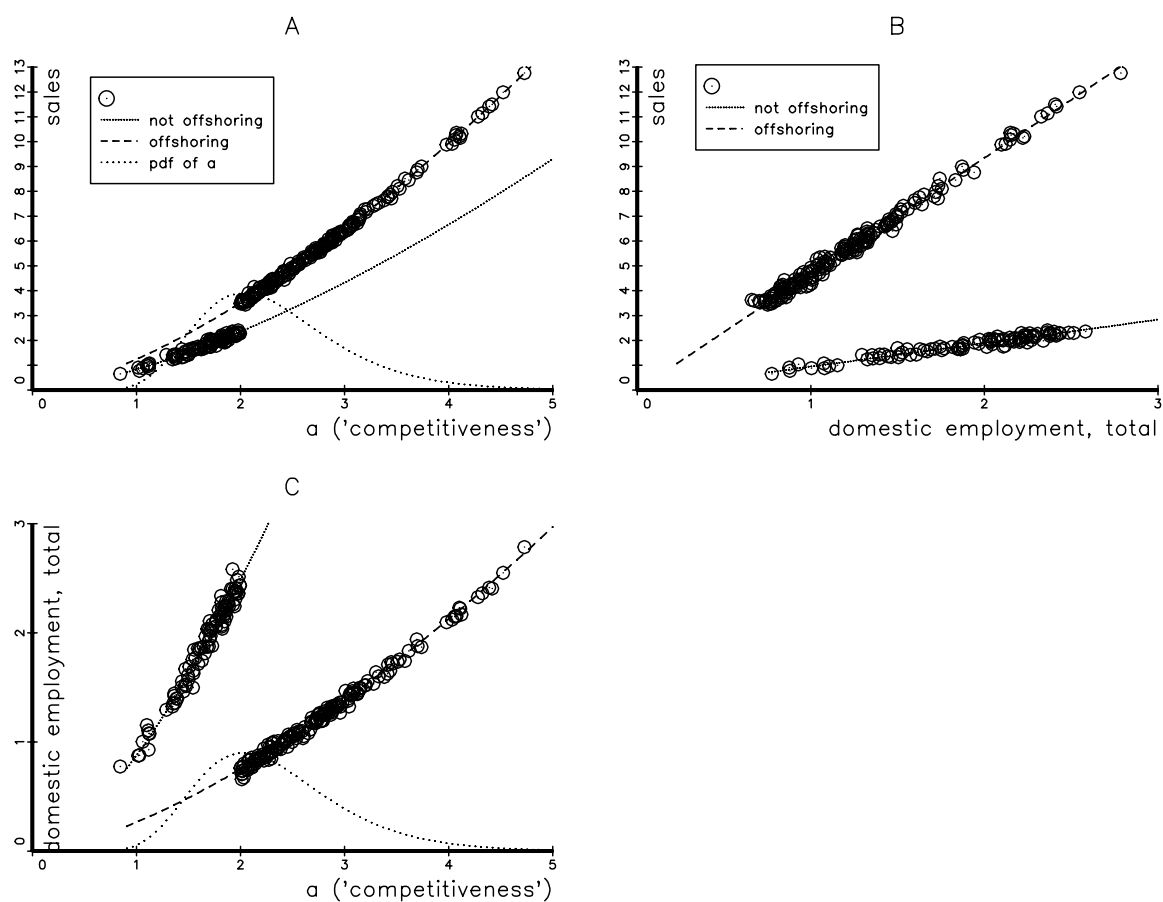 A
sales
13
12
11
10
9
8
7
6
5
4
3
2
1
0
not offshoring
offshoring
pdf of a
0 1 2 3 4 5
a ('competitiveness')
B
sales
13
12
11
10
9
8
7
6
5
4
3
2
1
0
not offshoring
offshoring
0 1 2 3
domestic employment, total
C
domestic employment, total
3
2
1
0
0 1 2 3 4 5
a ('competitiveness')